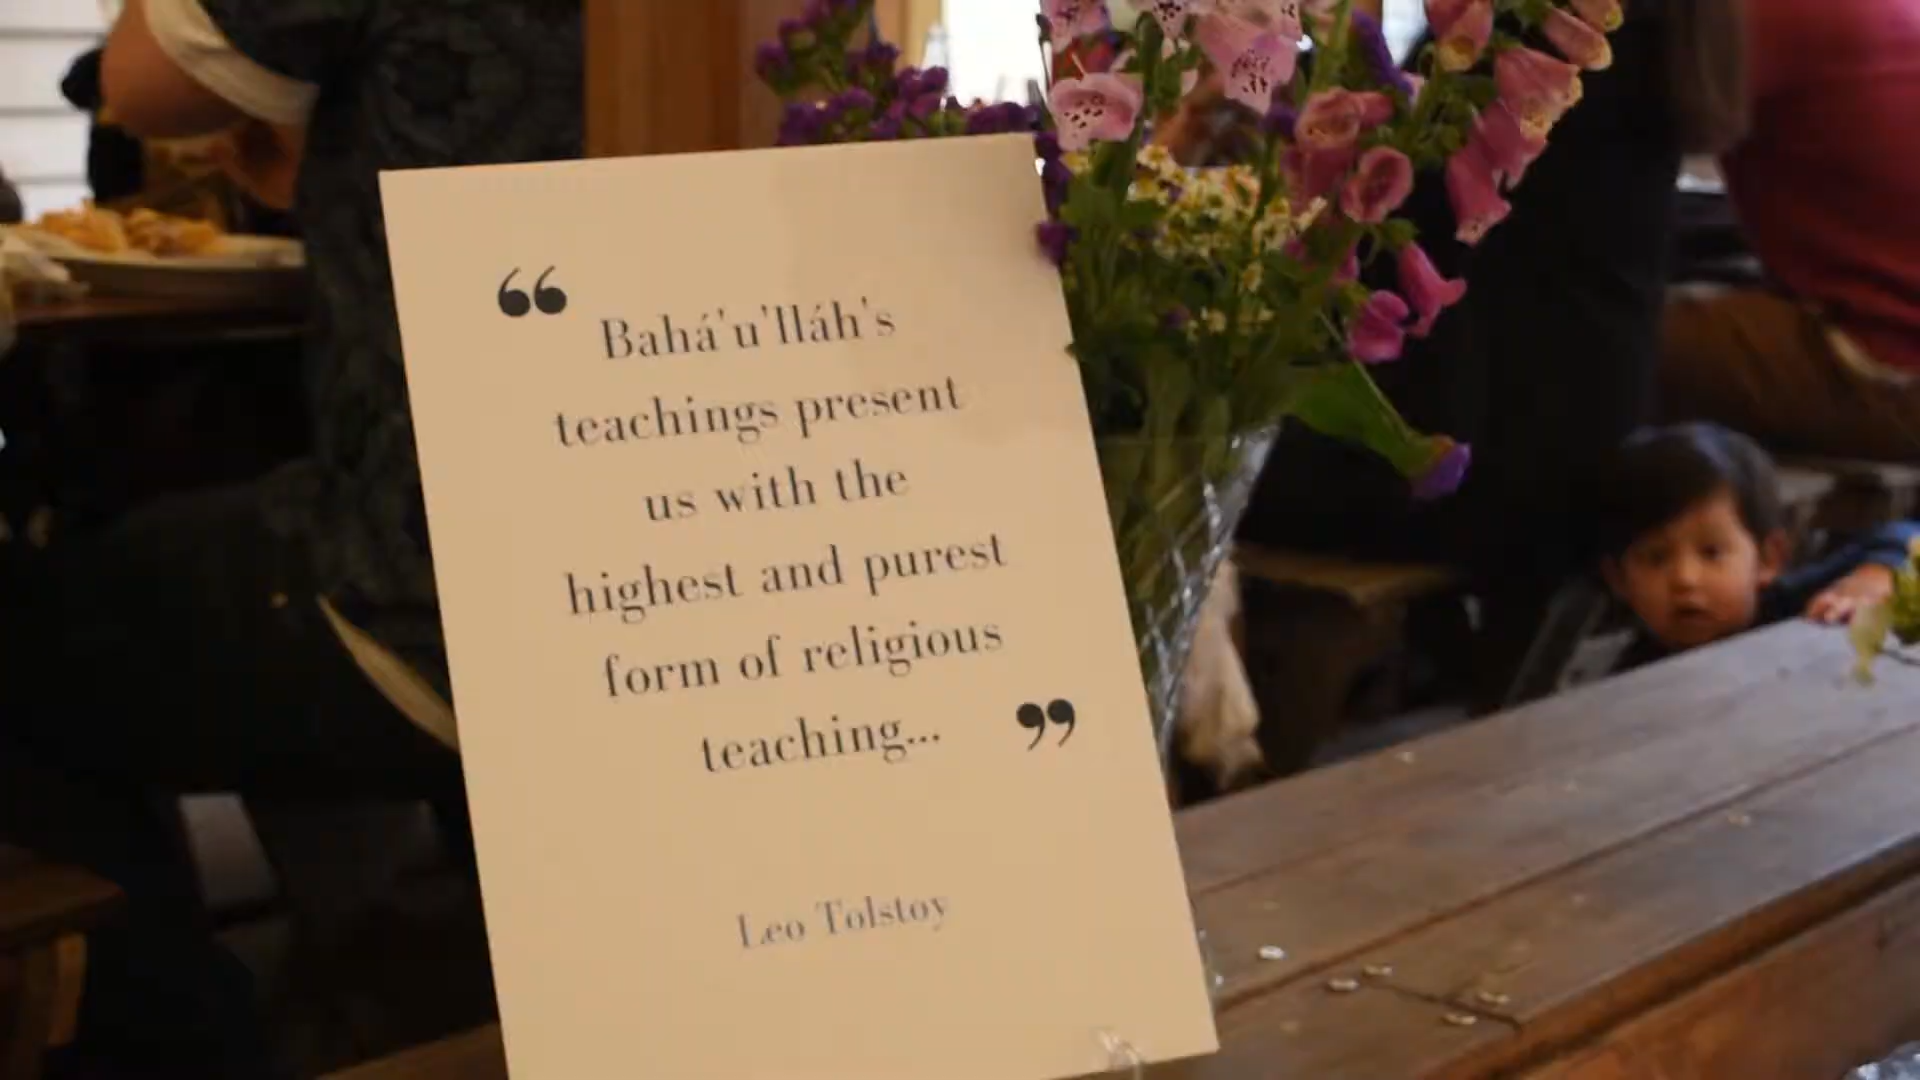 “ Bahá'u'lláh's
teachings present
us with the
highest and purest
form of religious
teaching... ”
Leo Tolstoy